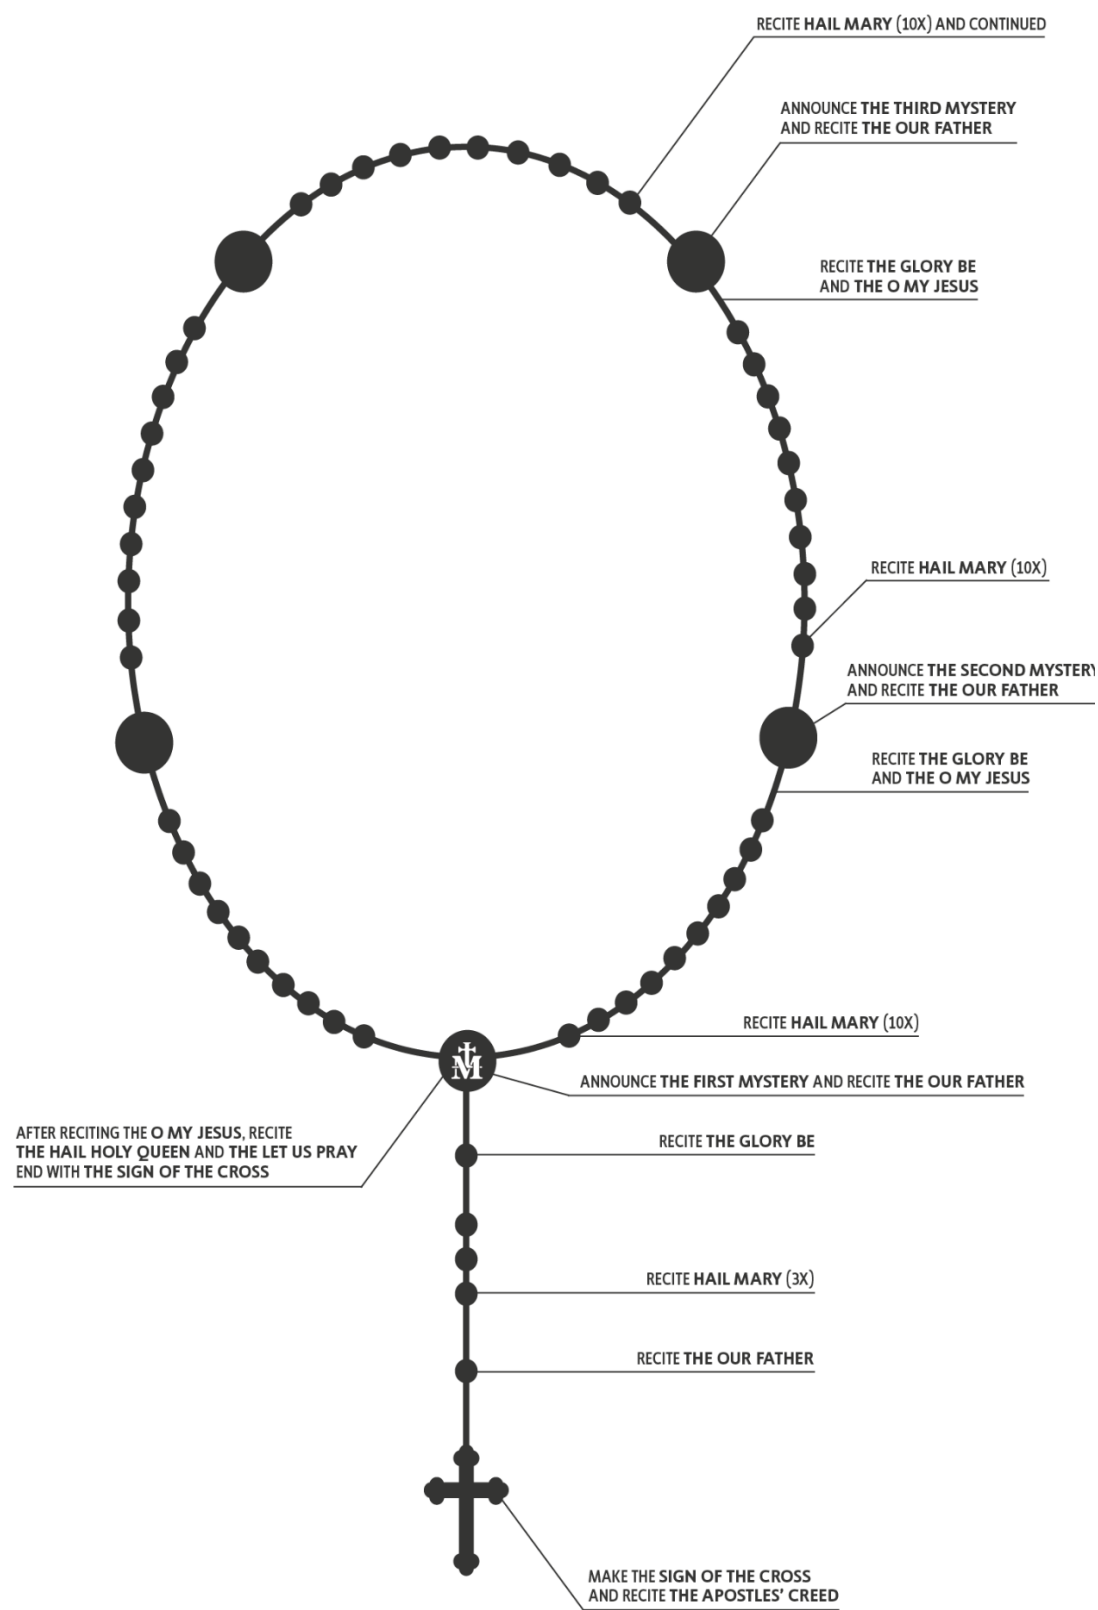 RECITE HAIL MARY (10X) AND CONTINUED
ANNOUNCE THE THIRD MYSTERY
AND RECITE THE OUR FATHER
RECITE THE GLORY BE
AND THE O MY JESUS
RECITE HAIL MARY (10X)
ANNOUNCE THE SECOND MYSTERY
AND RECITE THE OUR FATHER
RECITE THE GLORY BE
AND THE O MY JESUS
RECITE HAIL MARY (10X)
ANNOUNCE THE FIRST MYSTERY AND RECITE THE OUR FATHER
AFTER RECITING THE O MY JESUS, RECITE
THE HAIL HOLY QUEEN AND THE LET US PRAY
END WITH THE SIGN OF THE CROSS
RECITE THE GLORY BE
RECITE HAIL MARY (3X)
RECITE THE OUR FATHER
MAKE THE SIGN OF THE CROSS
AND RECITE THE APOSTLES' CREED